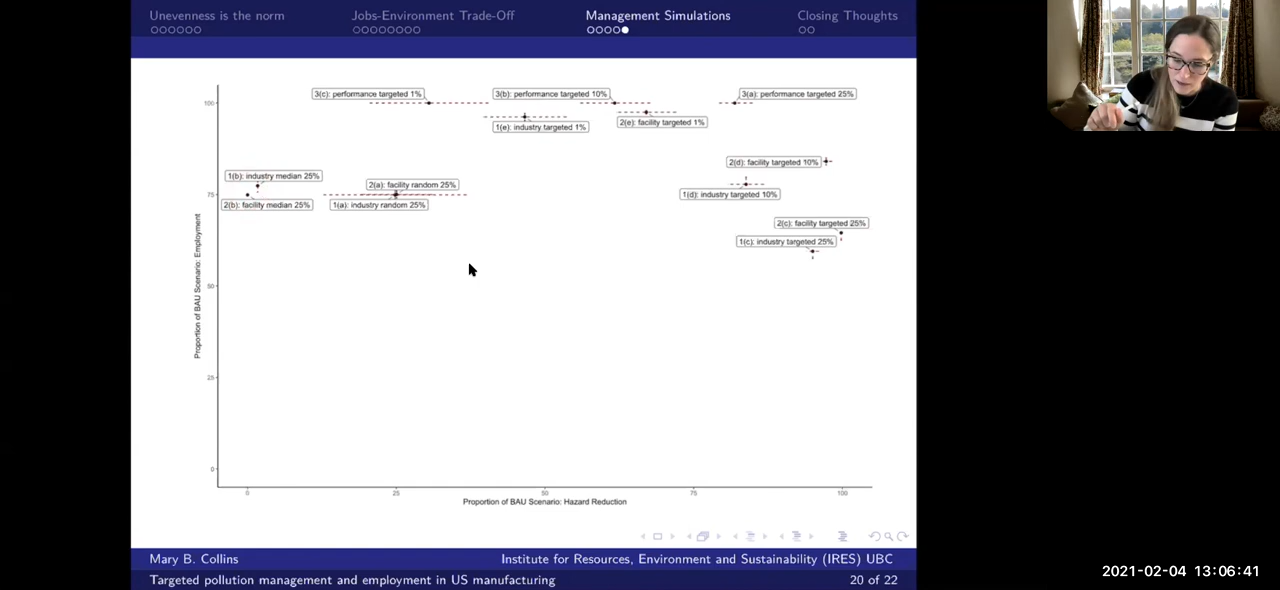 Unevenness is the norm
Jobs-Environment Trade-Off
Management Simulations
Closing Thoughts
3(c): performance targeted 1%
3(b): performance targeted 10%
3(a): performance targeted 25%
1(e): industry targeted 1%
2(e): facility targeted 1%
2(d): facility targeted 10%
1(d): industry targeted 10%
1(b): industry median 25%
2(a): facility random 25%
2(b): facility median 25%
1(a): industry random 25%
2(c): facility targeted 25%
1(c): industry targeted 25%
100
75
50
25
0
Proportion of BAU Scenario: Employment
0
25
50
75
100
Proportion of BAU Scenario: Hazard Reduction
Mary B. Collins
Institute for Resources, Environment and Sustainability (IRES) UBC
Targeted pollution management and employment in US manufacturing
20 of 22
2021-02-04 13:06:41